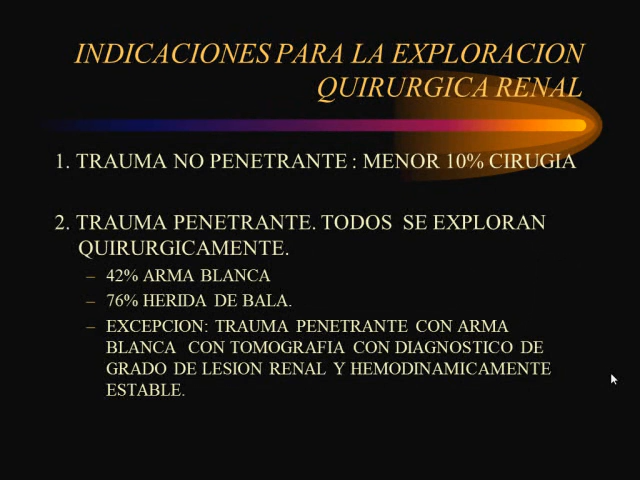 INDICACIONES PARA LA EXPLORACION
QUIRURGICA RENAL
1. TRAUMA NO PENETRANTE : MENOR 10% CIRUGIA
2. TRAUMA PENETRANTE. TODOS SE EXPLORAN
QUIRURGICAMENTE.
– 42% ARMA BLANCA
– 76% HERIDA DE BALA.
– EXCEPCION: TRAUMA PENETRANTE CON ARMA
BLANCA CON TOMOGRAFIA CON DIAGNOSTICO DE
GRADO DE LESION RENAL Y HEMODINAMICAMENTE
ESTABLE.